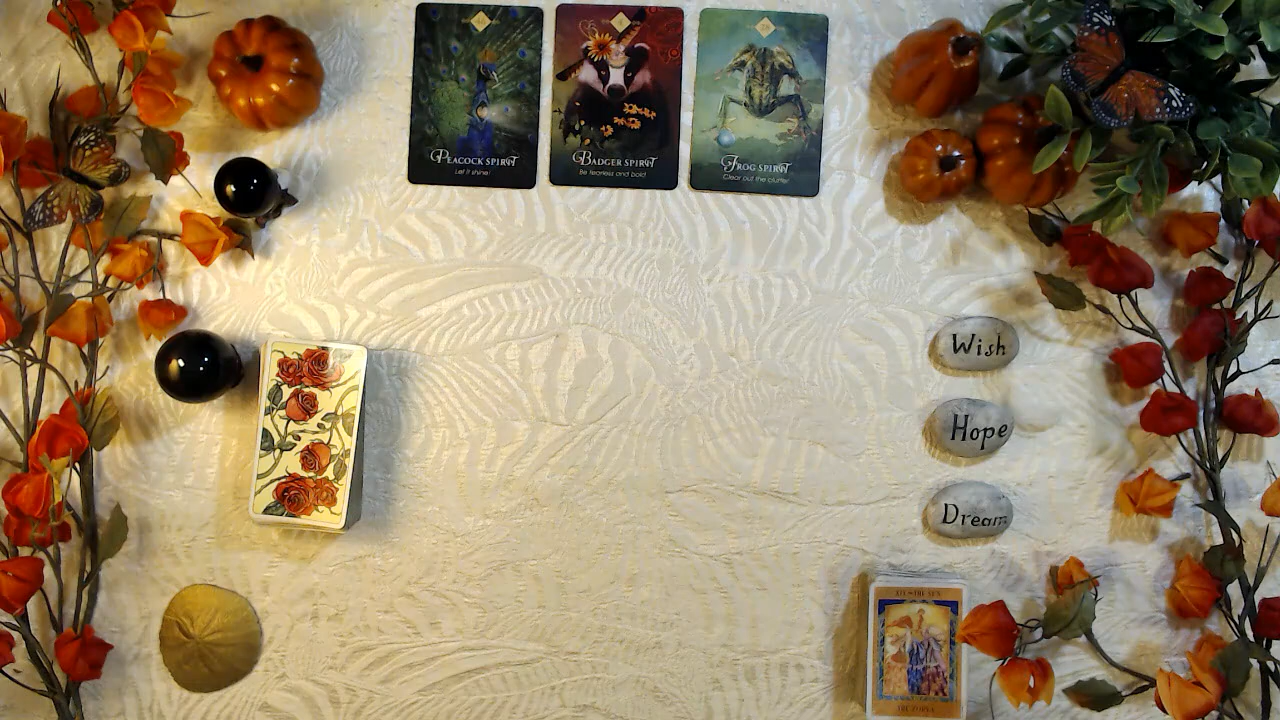 PEACOCK SPIRIT
Let it shine!
BADGER SPIRIT
Be fearless and bold
FROG SPIRIT
Clear out the clutter
Wish
Hope
Dream